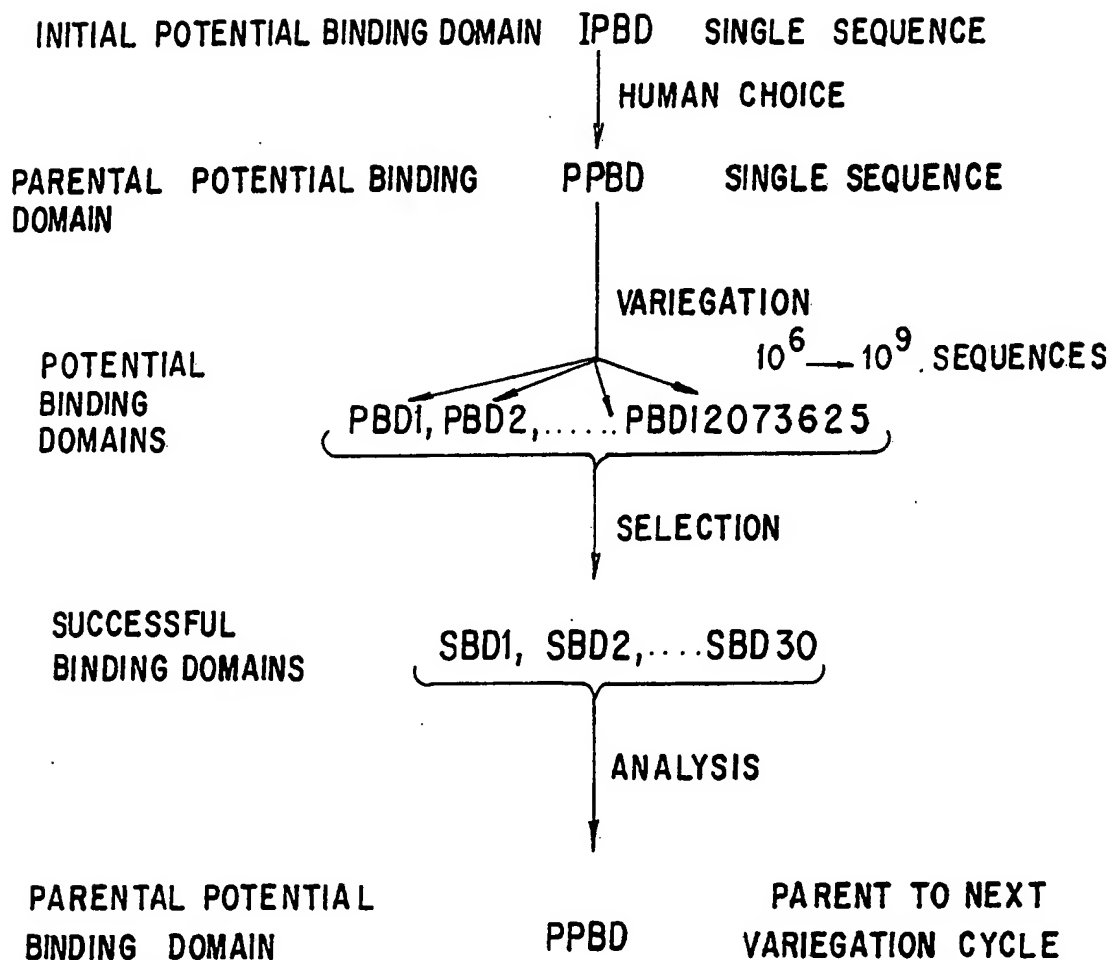 INITIAL POTENTIAL BINDING DOMAIN IPBD SINGLE SEQUENCE
HUMAN CHOICE
PARENTAL POTENTIAL BINDING DOMAIN PPBD SINGLE SEQUENCE
VARIEGATION
10^6 → 10^9 SEQUENCES
POTENTIAL BINDING DOMAINS
PBD1, PBD2,...... PBD12073625
SELECTION
SUCCESSFUL BINDING DOMAINS
SBD1, SBD2,....SBD30
ANALYSIS
PARENTAL POTENTIAL BINDING DOMAIN
PPBD
PARENT TO NEXT VARIEGATION CYCLE